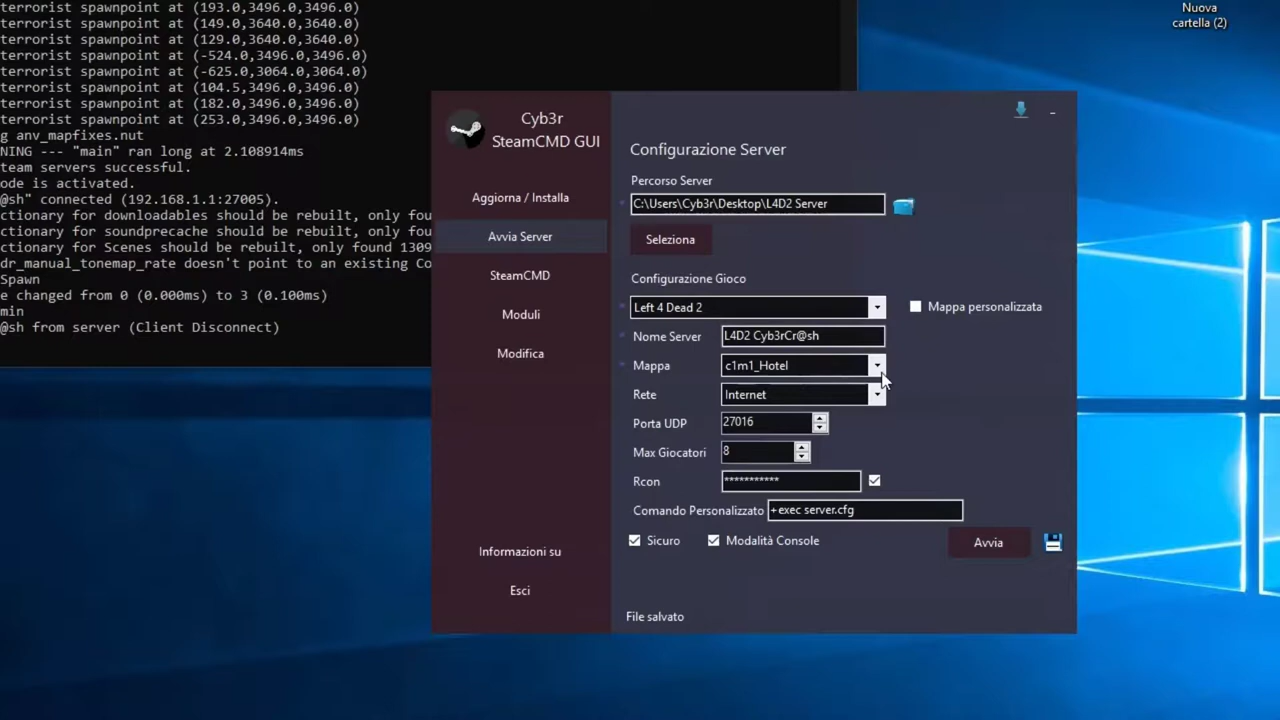 terrorist spawnpoint at (193.0,3496.0,3496.0)
terrorist spawnpoint at (149.0,3640.0,3640.0)
terrorist spawnpoint at (129.0,3640.0,3640.0)
terrorist spawnpoint at (-524.0,3496.0,3496.0)
terrorist spawnpoint at (-625.0,3064.0,3064.0)
terrorist spawnpoint at (104.5,3496.0,3496.0)
terrorist spawnpoint at (182.0,3496.0,3496.0)
terrorist spawnpoint at (253.0,3496.0,3496.0)
g anv_mapfixes.nut
NING --- "main" ran long at 2.108914ms
team servers successful.
ode is activated.
@sh" connected (192.168.1.1:27005).
ctionary for downloadables should be rebuilt, only fou
ctionary for soundprecache should be rebuilt, only fou
ctionary for Scenes should be rebuilt, only found 1309
dr_manual_tonemap_rate doesn't point to an existing Co
Spawn
e changed from 0 (0.000ms) to 3 (0.100ms)
min
@sh from server (Client Disconnect)
Nuova
cartella (2)
Cyb3r
SteamCMD GUI
Aggiorna / Installa
Avvia Server
SteamCMD
Moduli
Modifica
Informazioni su
Esci
Configurazione Server
Percorso Server
* C:\Users\Cyb3r\Desktop\L4D2 Server
Seleziona
Configurazione Gioco
* Left 4 Dead 2
Mappa personalizzata
* Nome Server L4D2 Cyb3rCr@sh
* Mappa c1m1_Hotel
Rete Internet
Porta UDP 27016
Max Giocatori 8
Rcon ***********
Comando Personalizzato +exec server.cfg
Sicuro Modalità Console Avvia
File salvato